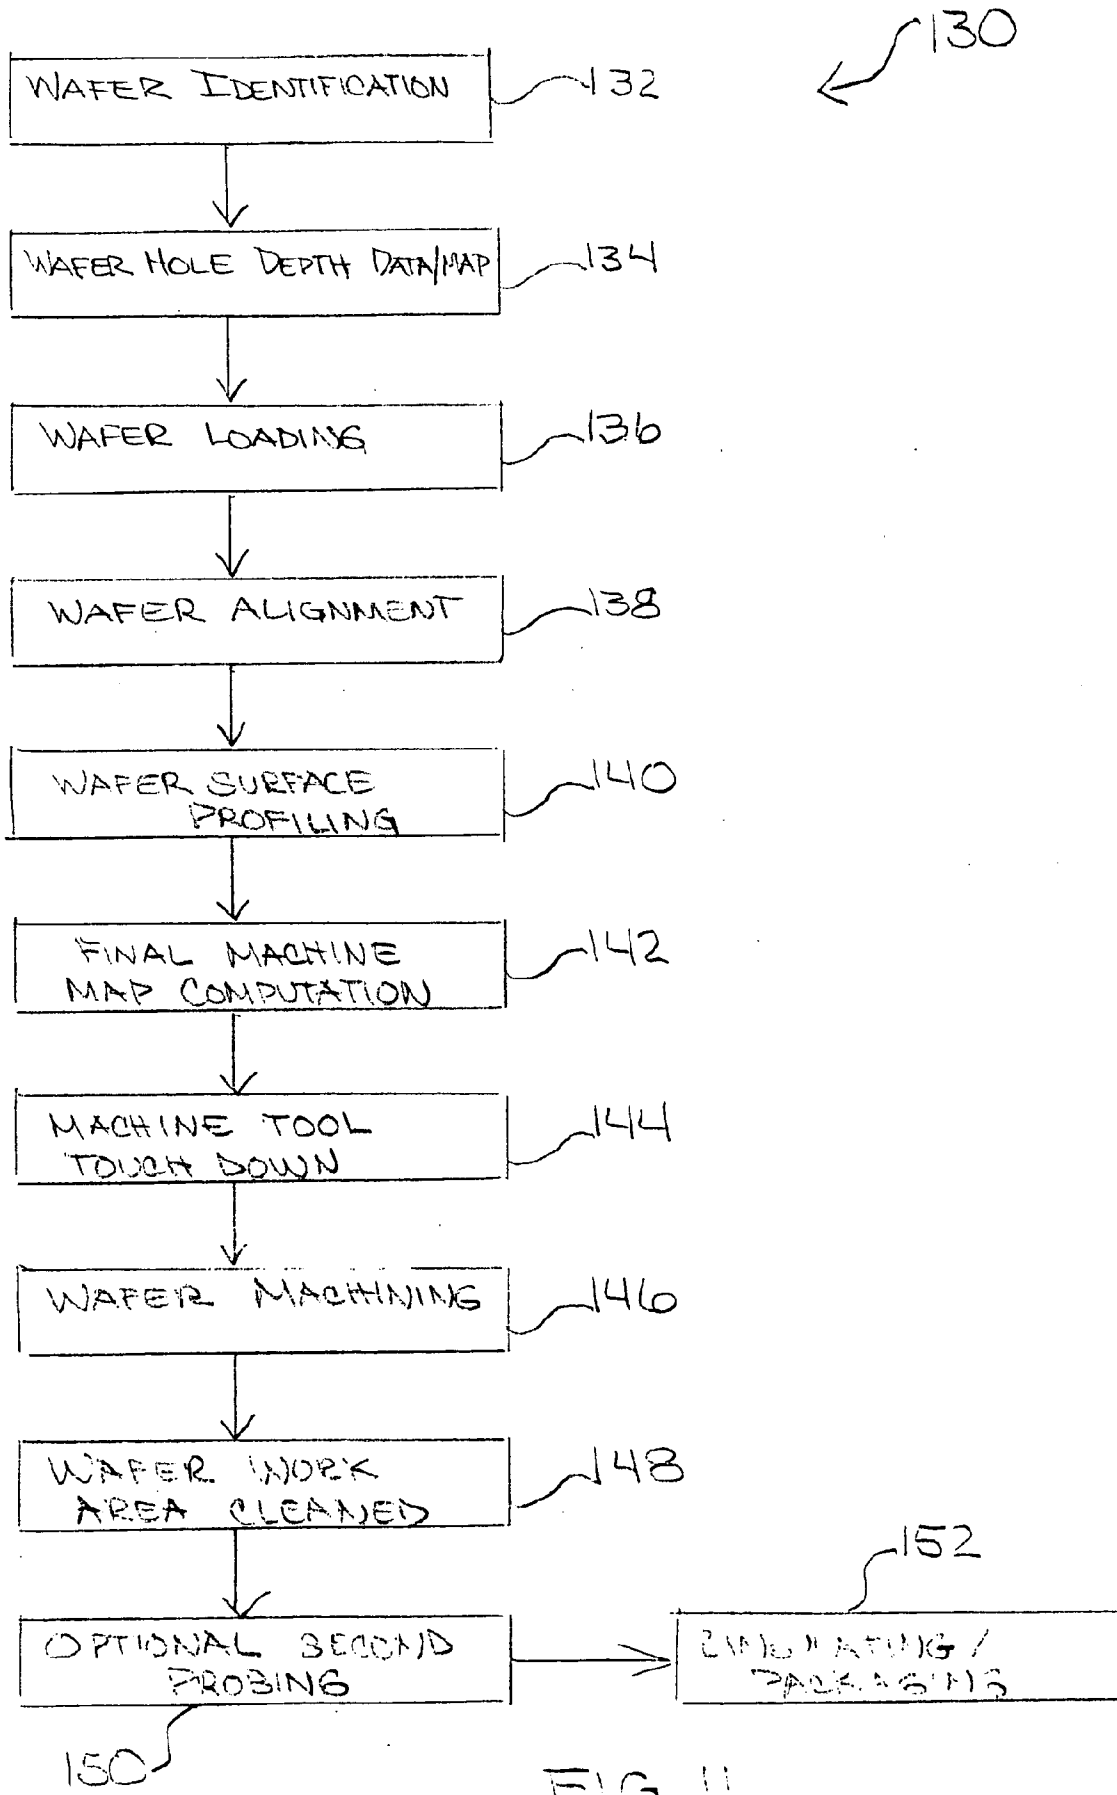 130
WAFER IDENTIFICATION
132
WAFER HOLE DEPTH DATA/MAP
134
WAFER LOADING
136
WAFER ALIGNMENT
138
WAFER SURFACE
PROFILING
140
FINAL MACHINE
MAP COMPUTATION
142
MACHINE TOOL
TOUCH DOWN
144
WAFER MACHINING
146
WAFER WORK
AREA CLEANED
148
OPTIONAL SECOND
PROBING
150
152
PACKAGING
FIG. 11